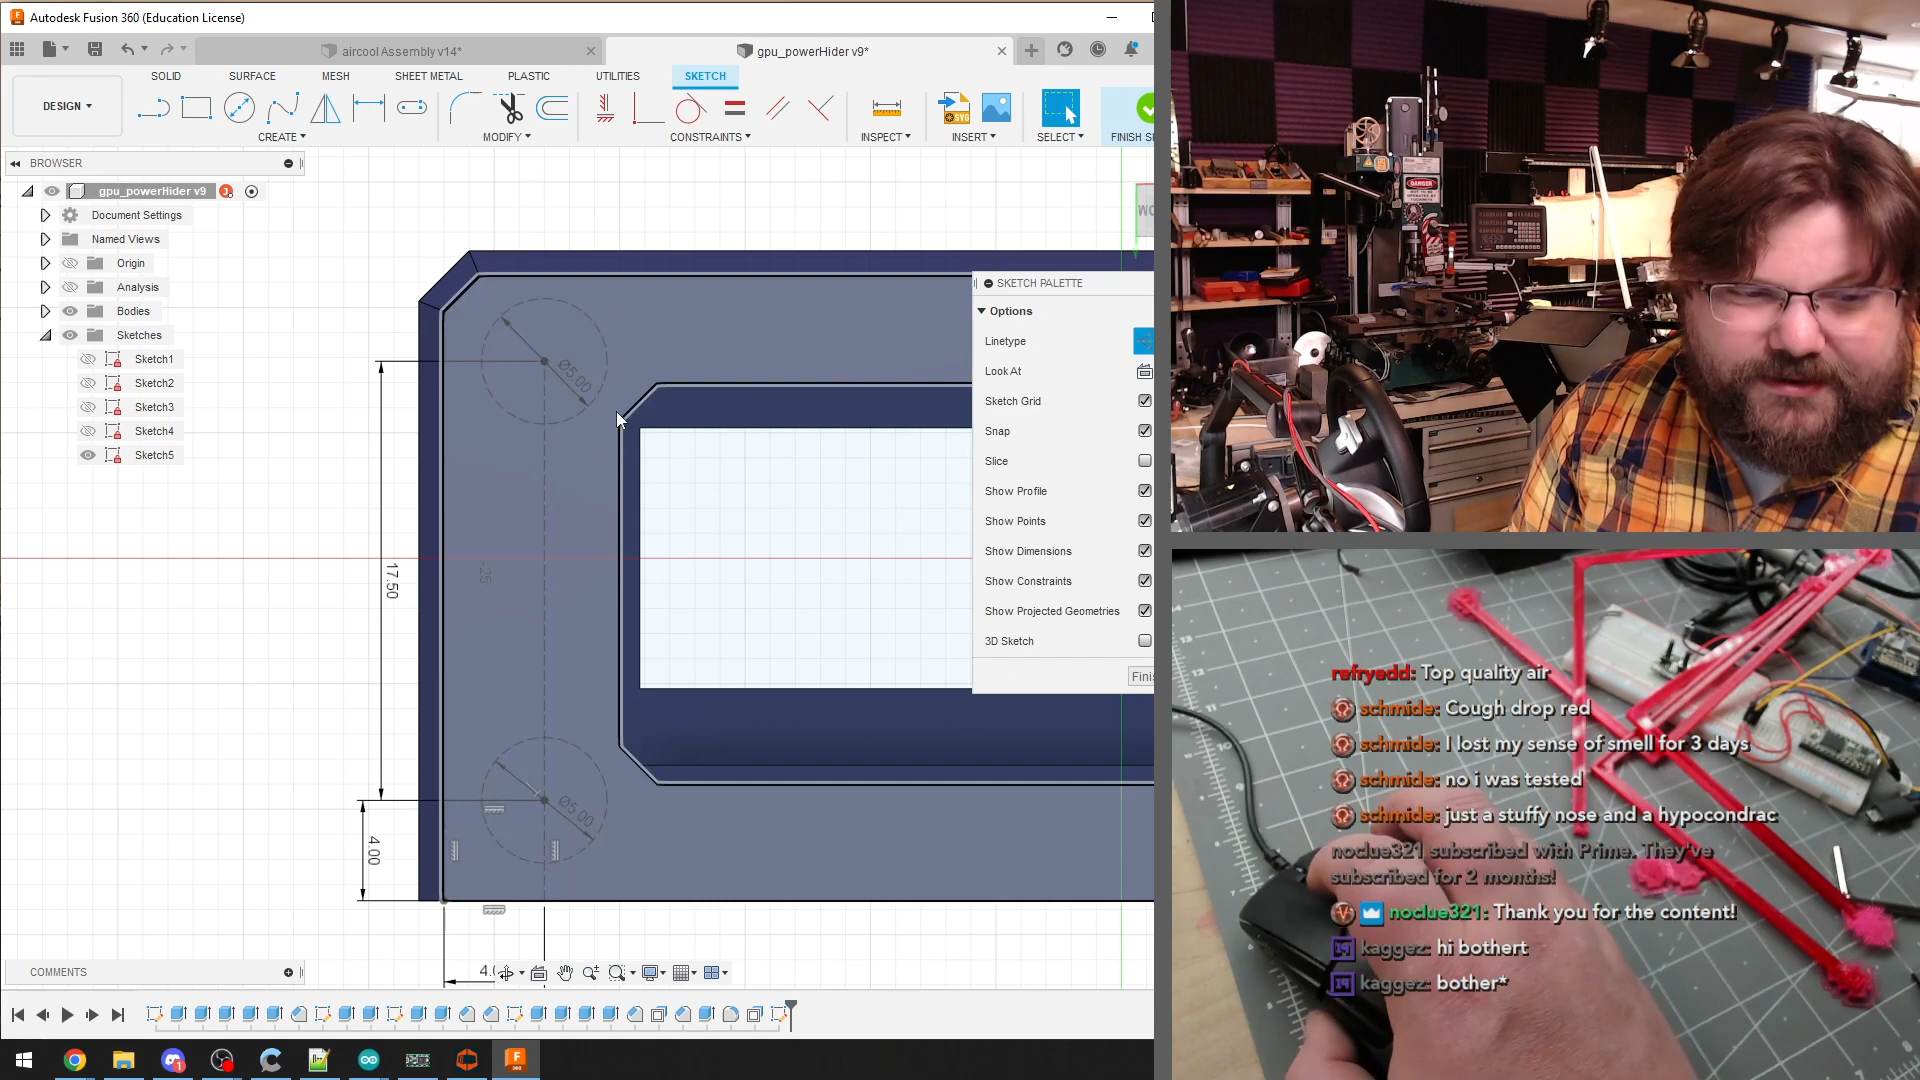 Autodesk Fusion 360 (Education License)
aircool Assembly v14*
gpu_powerHider v9*
SOLID SURFACE MESH SHEET METAL PLASTIC UTILITIES SKETCH
DESIGN
CREATE MODIFY CONSTRAINTS INSPECT INSERT SELECT FINISH S
BROWSER
gpu_powerHider v9
Document Settings
Named Views
Origin
Analysis
Bodies
Sketches
Sketch1
Sketch2
Sketch3
Sketch4
Sketch5
SKETCH PALETTE
Options
Linetype
Look At
Sketch Grid
Snap
Slice
Show Profile
Show Points
Show Dimensions
Show Constraints
Show Projected Geometries
3D Sketch
Fini
Ø5.00
17.50
-25
Ø5.00
4.00
COMMENTS
DANGER
refryedd: Top quality air
schmide: Cough drop red
schmide: I lost my sense of smell for 3 days
schmide: no i was tested
schmide: just a stuffy nose and a hypocondrac
noclue321 subscribed with Prime. They've
subscribed for 2 months!
noclue321: Thank you for the content!
kaggez: hi bothert
kaggez: bother*